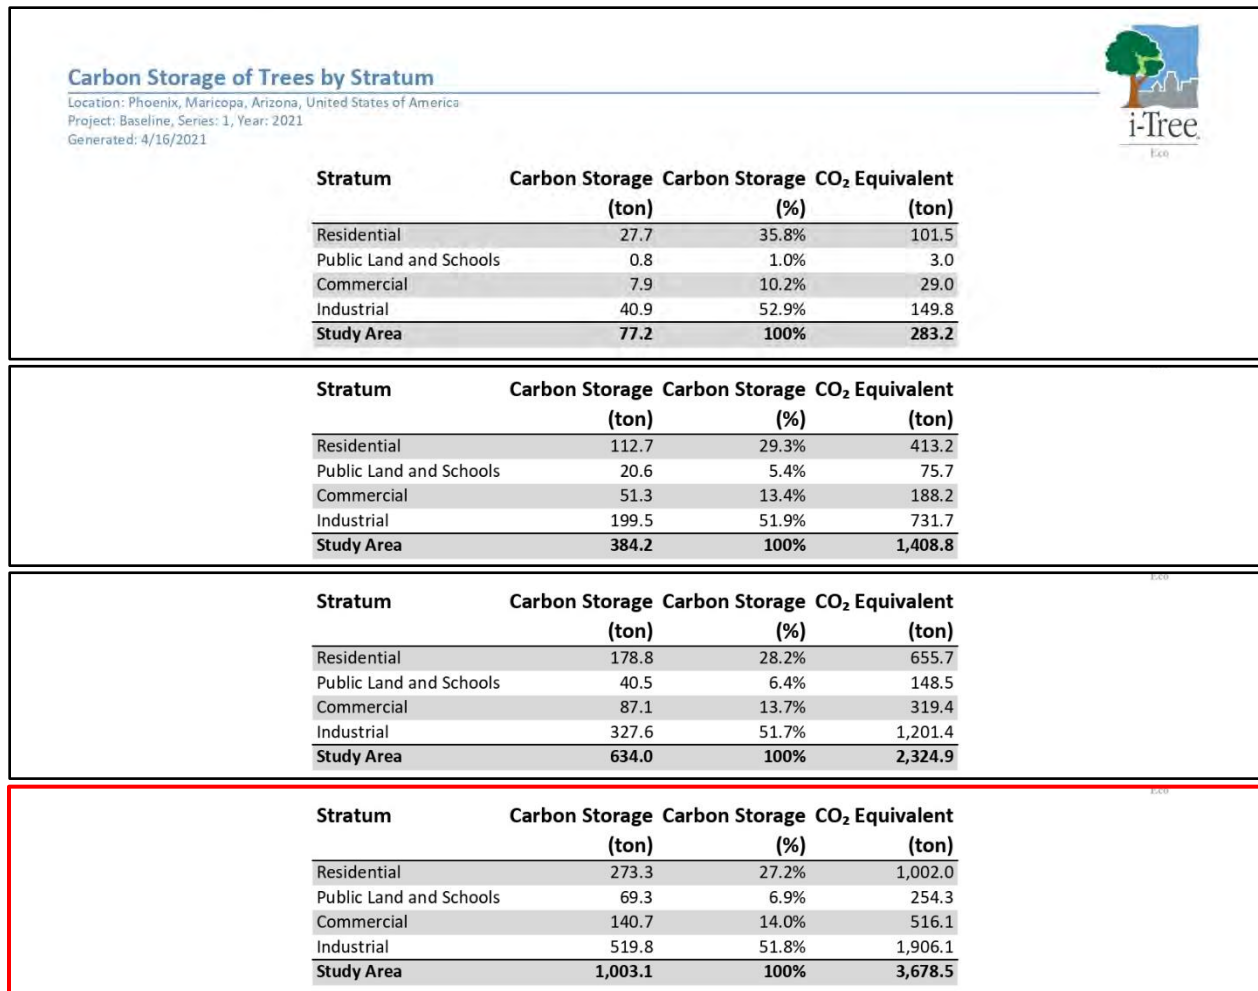 Carbon Storage of Trees by Stratum
Location: Phoenix, Maricopa, Arizona, United States of America
Project: Baseline, Series: 1, Year: 2021
Generated: 4/16/2021
i-Tree
Eco
Stratum Carbon Storage Carbon Storage CO₂ Equivalent
(ton) (%) (ton)
Residential 27.7 35.8% 101.5
Public Land and Schools 0.8 1.0% 3.0
Commercial 7.9 10.2% 29.0
Industrial 40.9 52.9% 149.8
Study Area 77.2 100% 283.2
Stratum Carbon Storage Carbon Storage CO₂ Equivalent
(ton) (%) (ton)
Residential 112.7 29.3% 413.2
Public Land and Schools 20.6 5.4% 75.7
Commercial 51.3 13.4% 188.2
Industrial 199.5 51.9% 731.7
Study Area 384.2 100% 1,408.8
Eco
Stratum Carbon Storage Carbon Storage CO₂ Equivalent
(ton) (%) (ton)
Residential 178.8 28.2% 655.7
Public Land and Schools 40.5 6.4% 148.5
Commercial 87.1 13.7% 319.4
Industrial 327.6 51.7% 1,201.4
Study Area 634.0 100% 2,324.9
Eco
Stratum Carbon Storage Carbon Storage CO₂ Equivalent
(ton) (%) (ton)
Residential 273.3 27.2% 1,002.0
Public Land and Schools 69.3 6.9% 254.3
Commercial 140.7 14.0% 516.1
Industrial 519.8 51.8% 1,906.1
Study Area 1,003.1 100% 3,678.5